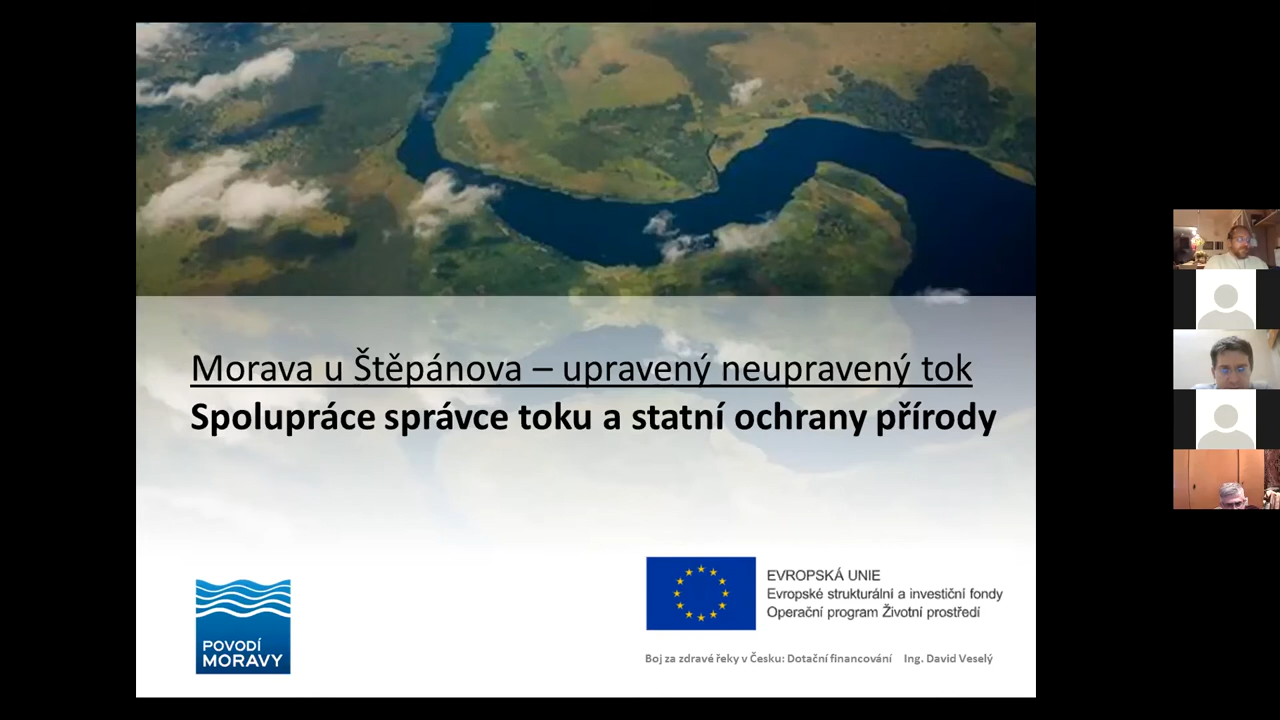 Morava u Štěpánova – upravený neupravený tok
Spolupráce správce toku a statní ochrany přírody
POVODÍ
MORAVY
EVROPSKÁ UNIE
Evropské strukturální a investiční fondy
Operační program Životní prostředí
Boj za zdravé řeky v Česku: Dotační financování Ing. David Veselý